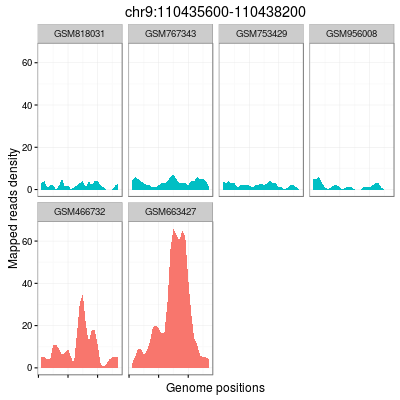 chr9:110435600-110438200
GSM818031 GSM767343 GSM753429 GSM956008
60
40
20
0
GSM466732 GSM663427
60
40
20
0
Mapped reads density
Genome positions